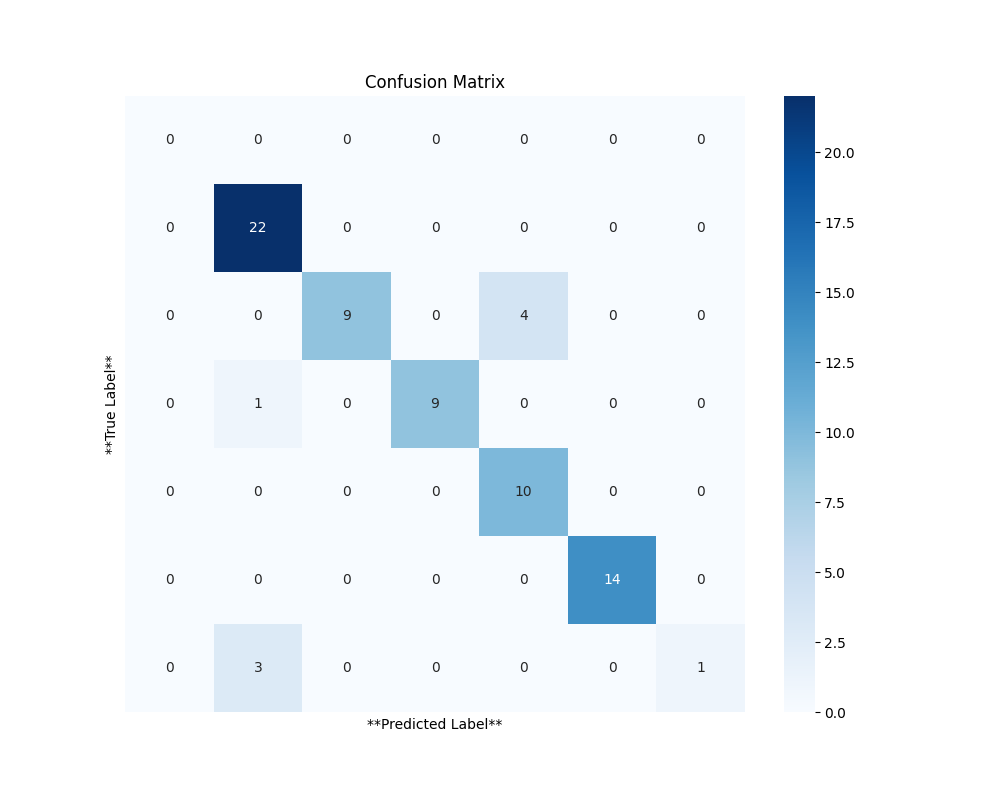 Confusion Matrix
0 0 0 0 0 0 0
0 22 0 0 0 0 0
0 0 9 0 4 0 0
0 1 0 9 0 0 0
0 0 0 0 10 0 0
0 0 0 0 0 14 0
0 3 0 0 0 0 1
**True Label**
**Predicted Label**
20.0
17.5
15.0
12.5
10.0
7.5
5.0
2.5
0.0